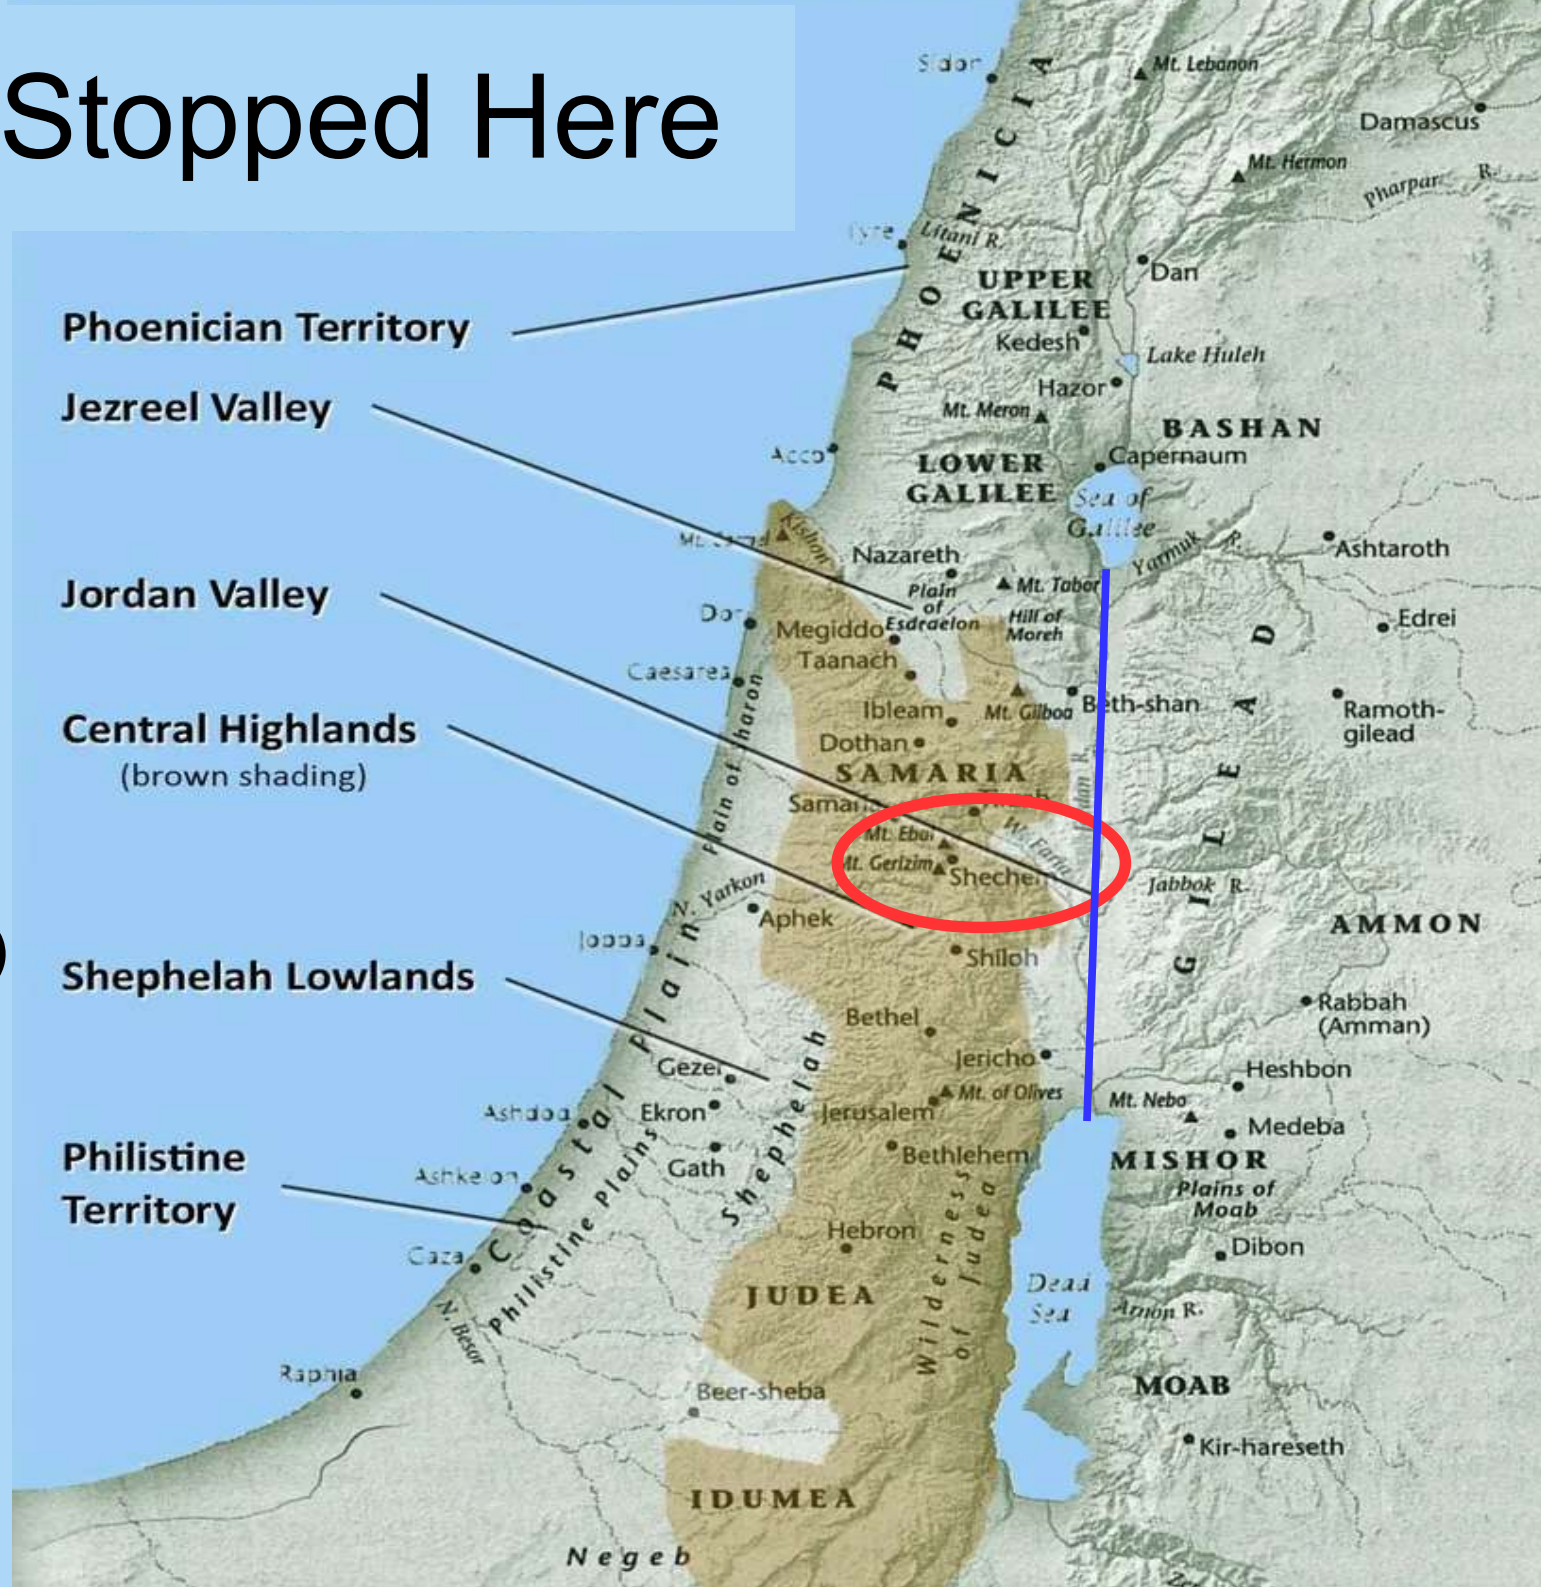 Stopped Here
Sidon
Mt. Lebanon
Damascus
Mt. Hermon
Pharpar R.
PHOENICIA
Tyre
Litani R.
UPPER
GALILEE
Dan
Kedesh
Lake Huleh
Hazor
Mt. Meron
BASHAN
Acco
LOWER
GALILEE
Capernaum
Sea of
Galilee
Phoenician Territory
Jezreel Valley
Jordan Valley
Central Highlands
(brown shading)
Shephelah Lowlands
Philistine
Territory
Kishon
Nazareth
Yarmuk R.
Ashtaroth
Plain
of
Esdraelon
Mt. Tabor
Hill of
Moreh
Edrei
Dor
Megiddo
Taanach
Caesarea
Ibleam
Mt. Gilboa
Beth-shan
Ramoth-
gilead
Dothan
SAMARIA
GILEAD
Plain of Sharon
Mt. Ebal
W. Faria
Mt. Gerizim
Jabbok R.
N. Yarkon
Aphek
AMMON
Joppa
Shiloh
Coastal Plain
Bethel
Rabbah
(Amman)
Jericho
Gezer
Shephelah
Heshbon
Mt. of Olives
Mt. Nebo
Ashdod
Ekron
Jerusalem
Medeba
Gath
Bethlehem
MISHOR
Ashkelon
Plains of
Moab
Philistine Plains
Hebron
Wilderness
of Judea
Dibon
Gaza
JUDEA
Dead
Sea
Arnon R.
N. Besor
Raphia
Beer-sheba
MOAB
Kir-hareseth
IDUMEA
Negeb